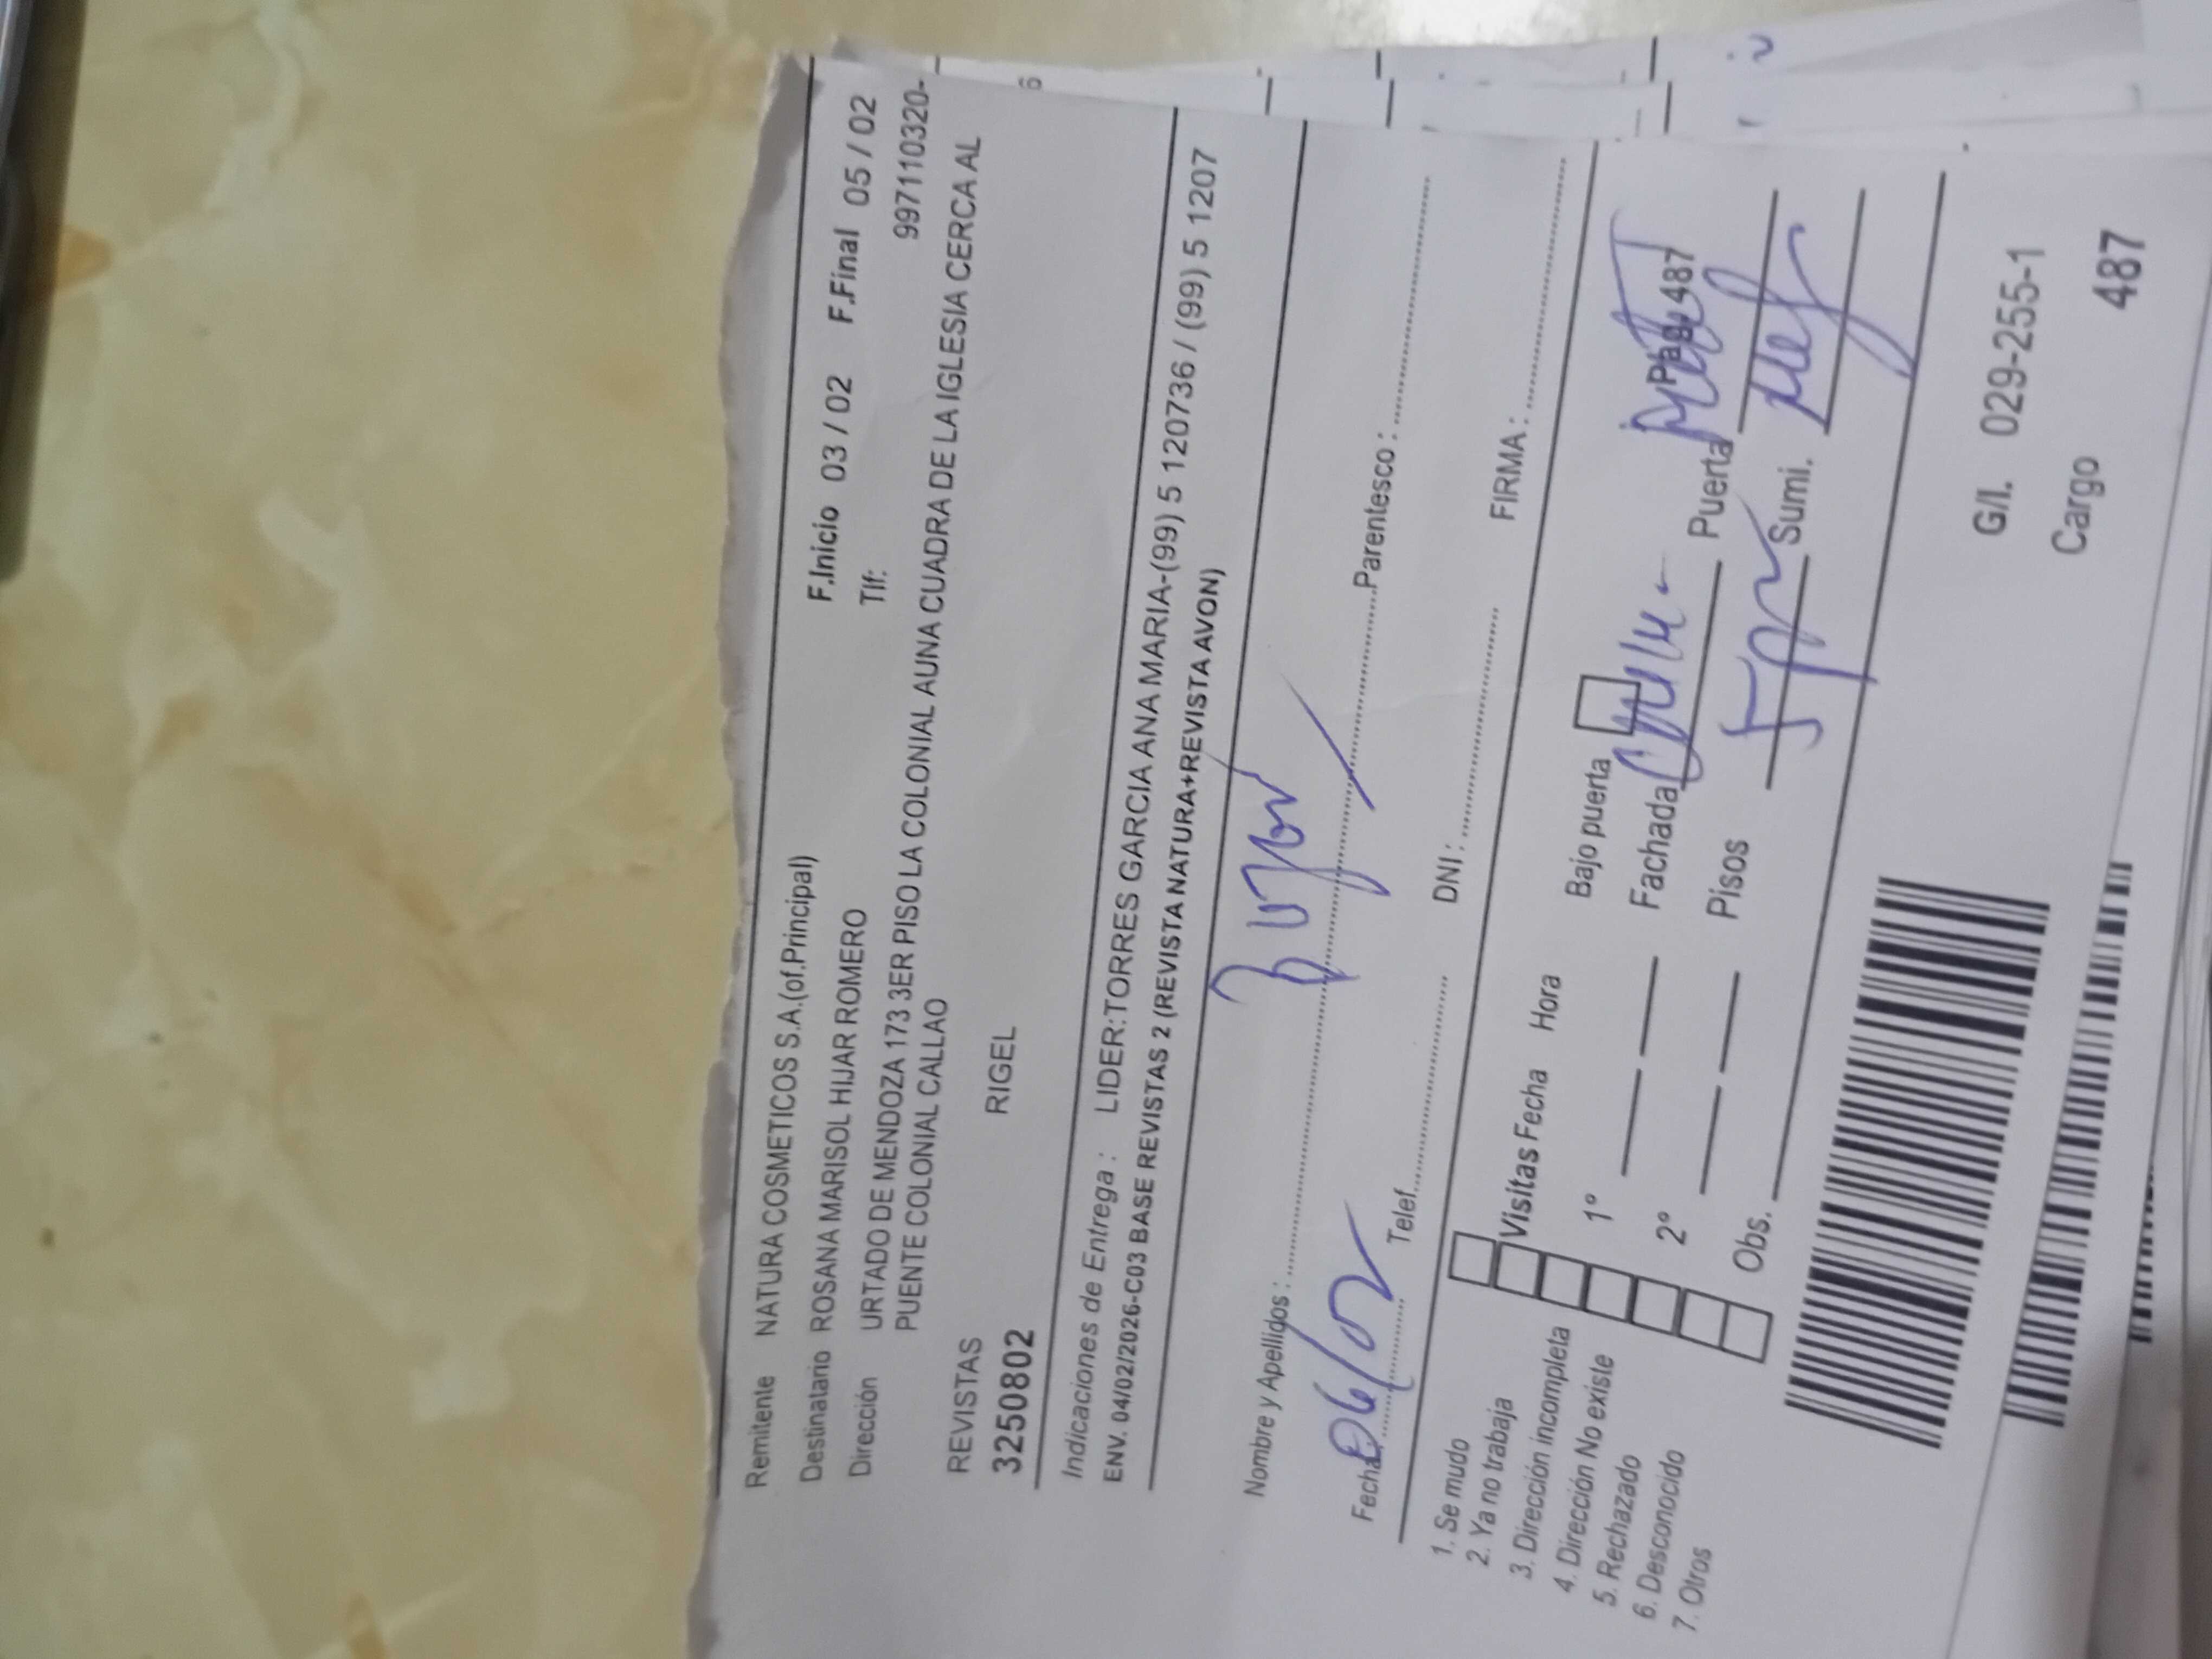 Remitente NATURA COSMETICOS S.A.(of.Principal) F.Inicio 03 / 02 F.Final 05 / 02
Destinatario ROSANA MARISOL HIJAR ROMERO Tlf: 997110320-
Dirección URTADO DE MENDOZA 173 3ER PISO LA COLONIAL AUNA CUADRA DE LA IGLESIA CERCA AL
PUENTE COLONIAL CALLAO
REVISTAS
3250802 RIGEL
6
Indicaciones de Entrega : LIDER:TORRES GARCIA ANA MARIA-(99) 5 120736 / (99) 5 1207
ENV. 04/02/2026-C03 BASE REVISTAS 2 (REVISTA NATURA+REVISTA AVON)
Nombre y Apellidos : Parentesco :
Fecha 06/02 Telef. DNI : FIRMA :
1. Se mudo
2. Ya no trabaja
3. Dirección incompleta
4. Dirección No existe
5. Rechazado
6. Desconocido
7. Otros
Visitas Fecha Hora
1º
2º
Obs.
Bajo puerta
Pag. 487
Fachada Puerta
Pisos Sumi.
G/I. 029-255-1
Cargo 487